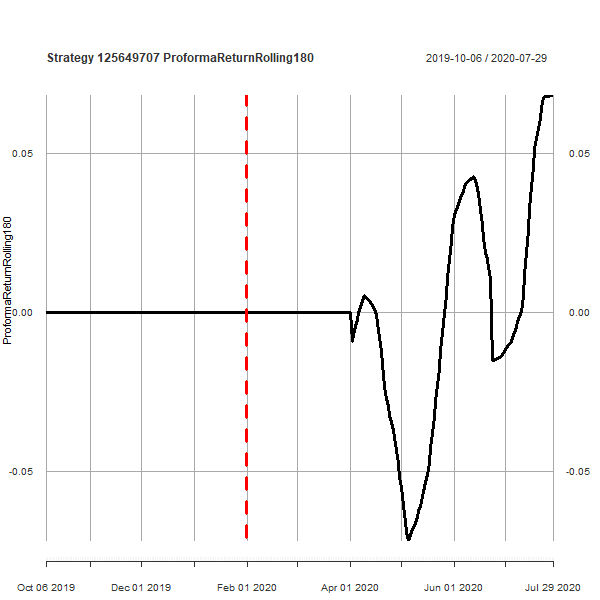 Strategy 125649707 ProformaReturnRolling180
2019-10-06 / 2020-07-29
ProformaReturnRolling180
0.05
0.05
0.00
0.00
-0.05
-0.05
Oct 06 2019
Dec 01 2019
Feb 01 2020
Apr 01 2020
Jun 01 2020
Jul 29 2020